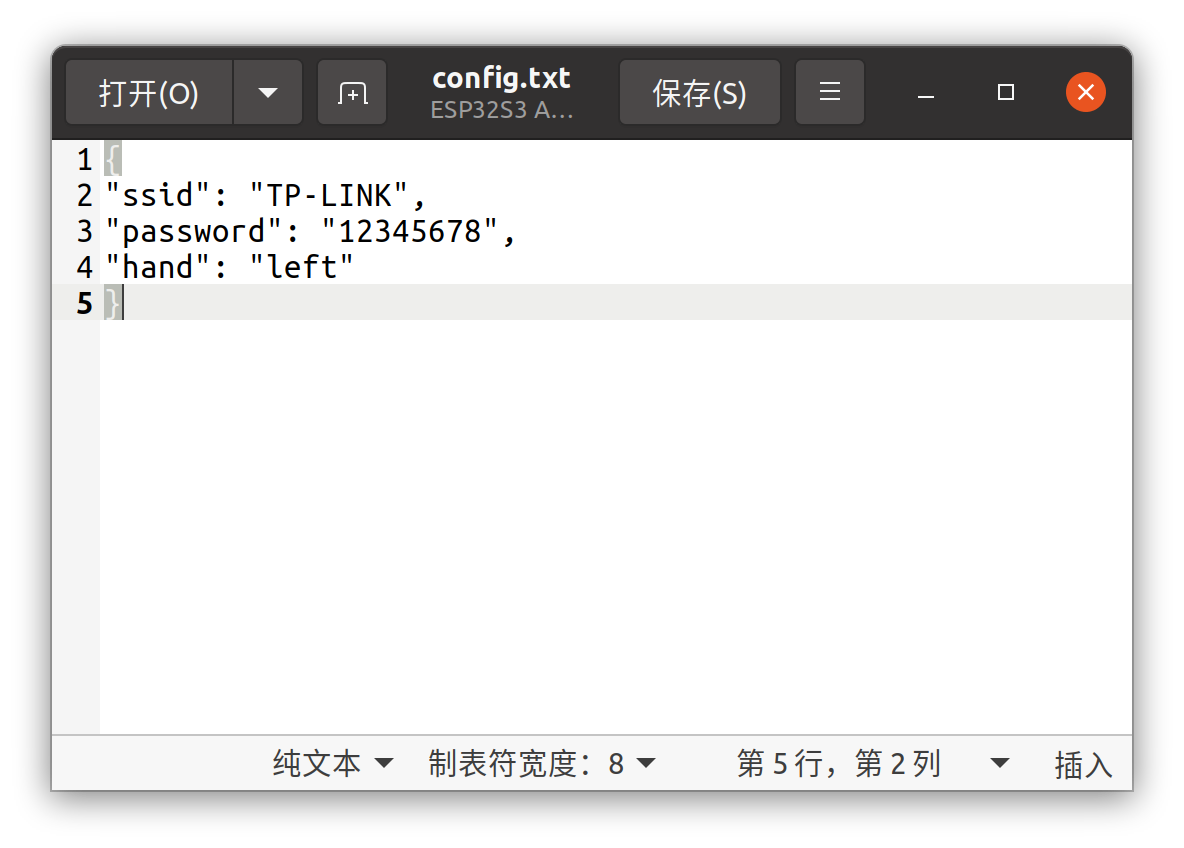 打开(O)
config.txt
ESP32S3 A...
保存(S)
1 {
2 "ssid": "TP-LINK",
3 "password": "12345678",
4 "hand": "left"
5 }
纯文本 制表符宽度：8 第 5 行，第 2 列 插入